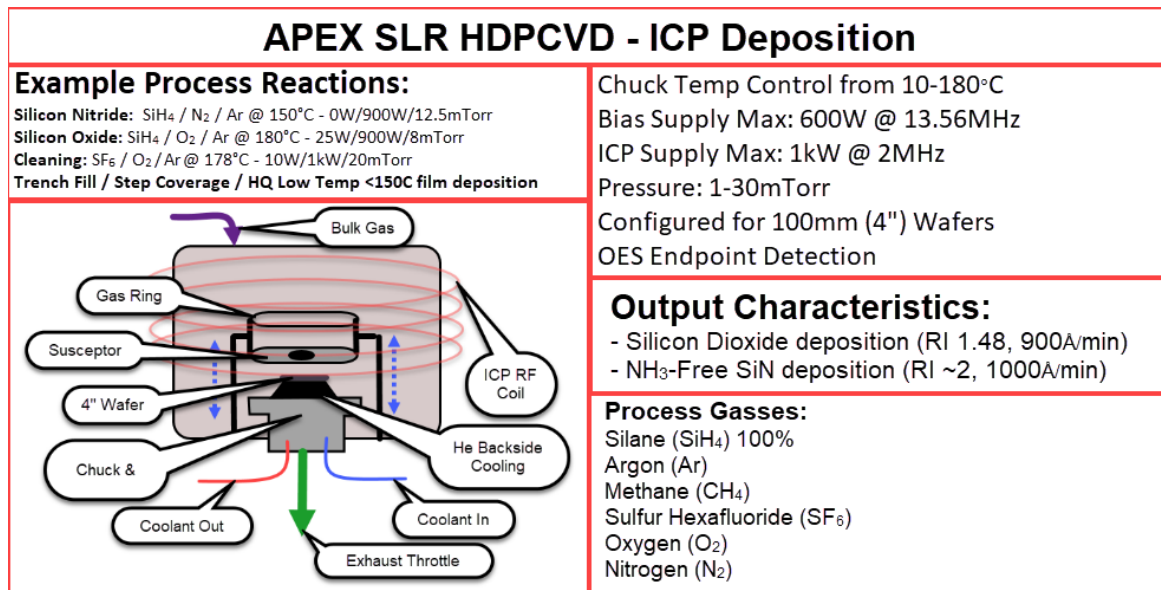 APEX SLR HDPCVD - ICP Deposition
Example Process Reactions:
Silicon Nitride: SiH₄ / N₂ / Ar @ 150°C - 0W/900W/12.5mTorr
Silicon Oxide: SiH₄ / O₂ / Ar @ 180°C - 25W/900W/8mTorr
Cleaning: SF₆ / O₂ / Ar @ 178°C - 10W/1kW/20mTorr
Trench Fill / Step Coverage / HQ Low Temp <150C film deposition
Bulk Gas
Gas Ring
Susceptor
4" Wafer
Chuck &
Coolant Out
Exhaust Throttle
Coolant In
He Backside
Cooling
ICP RF
Coil
Chuck Temp Control from 10-180°C
Bias Supply Max: 600W @ 13.56MHz
ICP Supply Max: 1kW @ 2MHz
Pressure: 1-30mTorr
Configured for 100mm (4") Wafers
OES Endpoint Detection
Output Characteristics:
- Silicon Dioxide deposition (RI 1.48, 900Å/min)
- NH₃-Free SiN deposition (RI ~2, 1000Å/min)
Process Gasses:
Silane (SiH₄) 100%
Argon (Ar)
Methane (CH₄)
Sulfur Hexafluoride (SF₆)
Oxygen (O₂)
Nitrogen (N₂)